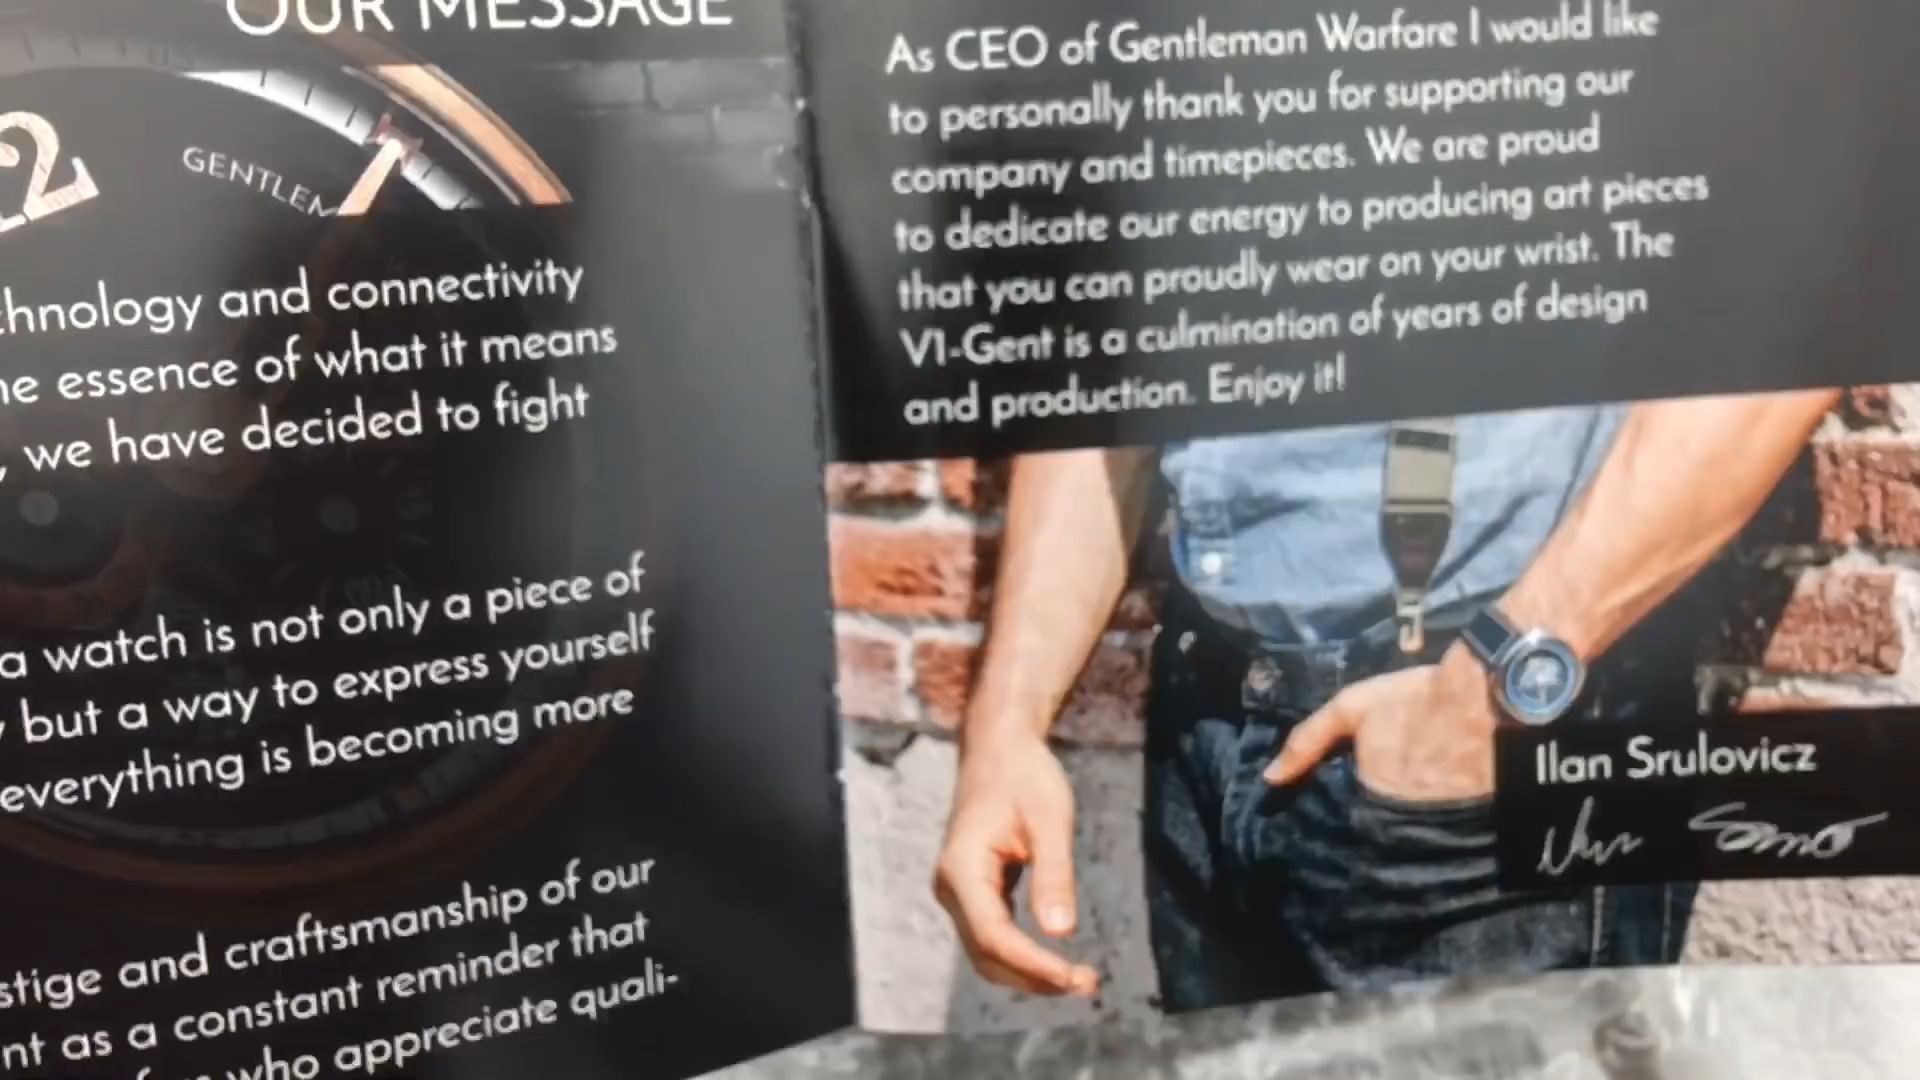 OUR MESSAGE
2
GENTLEM
chnology and connectivity
he essence of what it means
, we have decided to fight
a watch is not only a piece of
but a way to express yourself
everything is becoming more
stige and craftsmanship of our
nt as a constant reminder that
who appreciate quali-
As CEO of Gentleman Warfare I would like
to personally thank you for supporting our
company and timepieces. We are proud
to dedicate our energy to producing art pieces
that you can proudly wear on your wrist. The
V1-Gent is a culmination of years of design
and production. Enjoy it!
Ilan Srulovicz